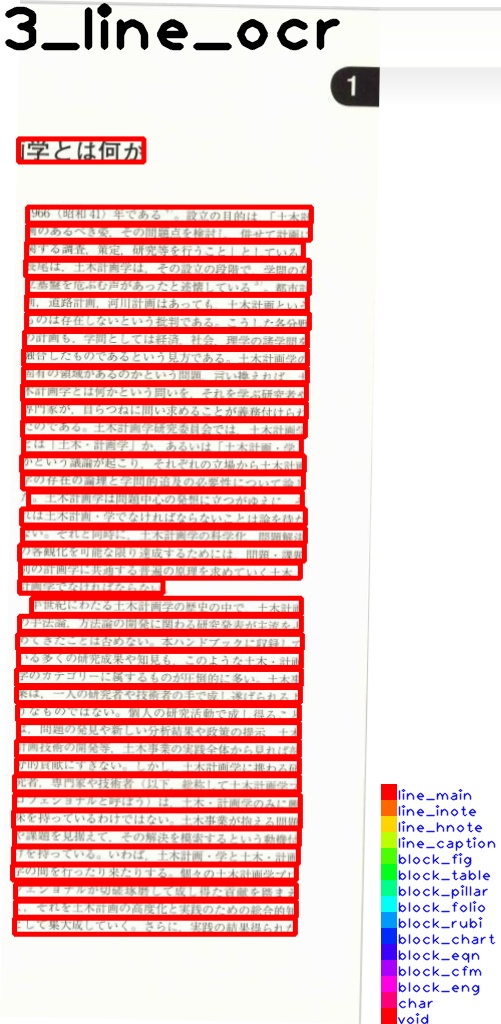 3_line_ocr
1
学とは何か
966（昭和41）年である。設立の目的は、「土木計
のあるべき姿、その問題点を検討し、併せて計画に
関する調査、策定、研究等を行うこと」としている
長尾は、土木計画学は、その設立の段階で、学問の
基盤を危ぶむ声があったと述懐している。都市計
画、道路計画、河川計画はあっても、土木計画とい
ものは存在しないという批判である。こうした各分野
の計画も、学問としては経済、社会、理学の諸学問を
融合したものであるという見方である。土木計画学の
固有の領域があるのかという問題、言い換えれば、土
木計画学とは何かという問いを、それを学ぶ研究者や
専門家が、自らつねに問い求めることが義務付けられ
たのである。土木計画学研究委員会では、土木計画学
とは「土木・計画学」か、あるいは「土木計画・学
かという議論が起こり、それぞれの立場から土木計画
学の存在の論理と学問的追及の必要性について論
。土木計画学は問題中心の発想に立つがゆえに、
は土木計画・学でなければならないことは論を待た
ない。それと同時に、土木計画学の科学化、問題解決
の客観化を可能な限り達成するためには、問題・課題
間の計画学に共通する普遍の原理を求めていく土木
計画学でなければならない
半世紀にわたる土木計画学の歴史の中で、土木計画
の手法論、方法論の開発に関わる研究発表が主流を
めてきたことは否めない。本ハンドブックに収録して
いる多くの研究成果や知見も、このような土木・計画
学のカテゴリーに属するものが圧倒的に多い。土木事
業は、一人の研究者や技術者の手で成し遂げられる
うなものではない。個人の研究活動で成し得ること
は、問題の発見や新しい分析結果や政策の提示、土木
計画技術の開発等、土木事業の実践全体から見れば部
分的貢献にすぎない。しかし、土木計画学に携わる研
究者、専門家や技術者（以下、総称して土木計画学プ
ロフェショナルと呼ぼう）は、土木・計画学のみに興
味を持っているわけではない。土木事業が抱える問題
や課題を見据えて、その解決を模索するという動機付
けを持っている。いわば、土木計画・学と土木・計画
学の間を行ったり来たりする。個々の土木計画学プロ
フェショナルが切磋琢磨して成し得た貢献を踏まえ
、それを土木計画の高度化と実践のための総合的知
として集大成していく。さらに、実践の結果得られた
line_main
line_inote
line_hnote
line_caption
block_fig
block_table
block_pillar
block_folio
block_rubi
block_chart
block_eqn
block_cfm
block_eng
char
void